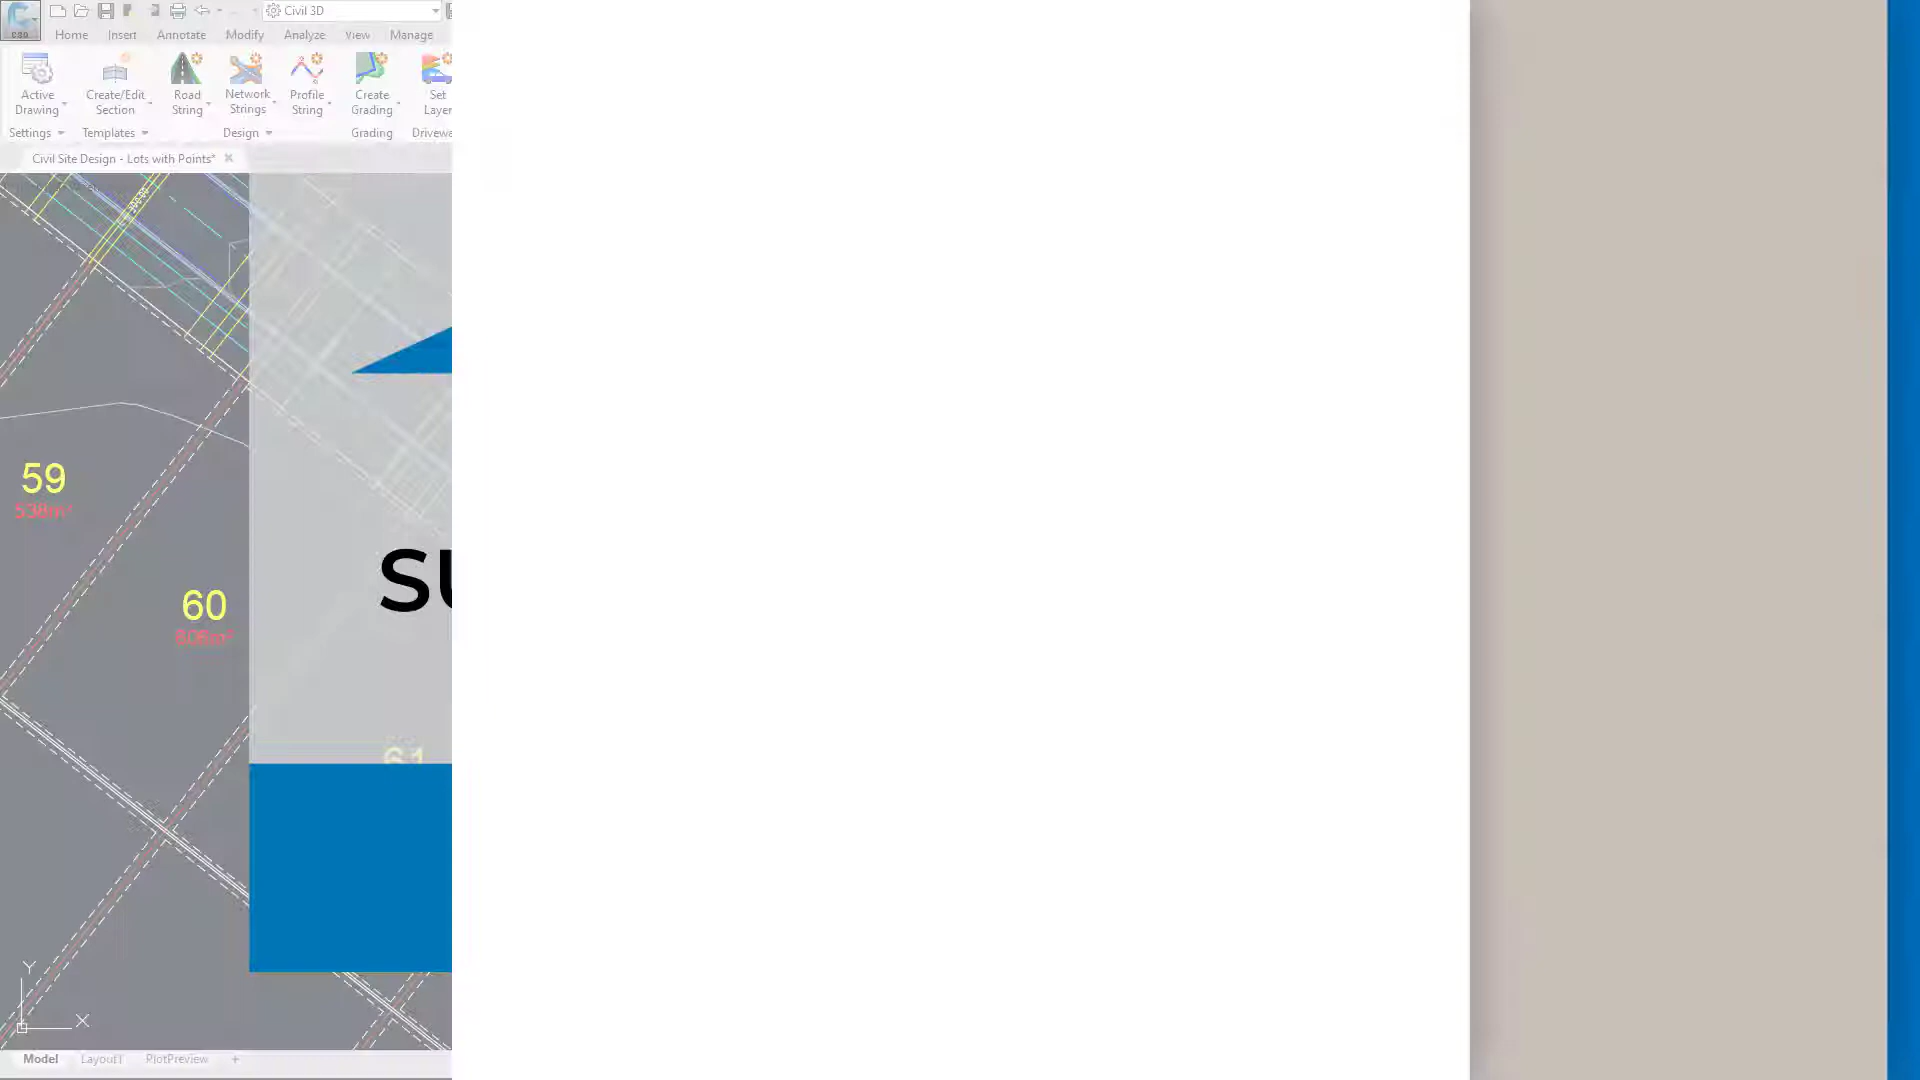 Civil 3D
Home Insert Annotate Modify Analyze View Manage
Active Drawing
Create/Edit Section
Road String
Network Strings
Profile String
Create Grading
Set
Settings Templates Design Grading
Civil Site Design - Lots with Points*
59
538m²
60
61
Y
X
Model Layout1 PlotPreview +